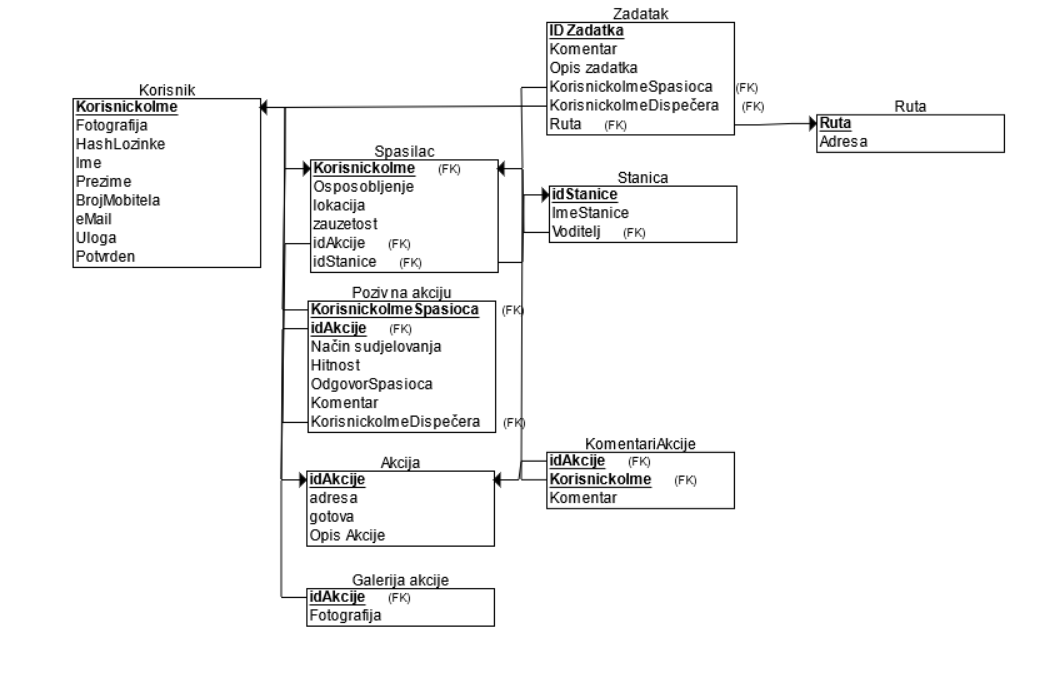 Korisnik
KorisnickoIme
Fotografija
HashLozinke
Ime
Prezime
BrojMobitela
eMail
Uloga
Potvrden
Spasilac
KorisnickoIme (FK)
Osposobljenje
lokacija
zauzetost
idAkcije (FK)
idStanice (FK)
Poziv na akciju
KorisnickoImeSpasioca (FK)
idAkcije (FK)
Način sudjelovanja
Hitnost
OdgovorSpasioca
Komentar
KorisnickoImeDispečera (FK)
Akcija
idAkcije
adresa
gotova
Opis Akcije
Galerija akcije
idAkcije (FK)
Fotografija
Zadatak
ID Zadatka
Komentar
Opis zadatka
KorisnickoImeSpasioca (FK)
KorisnickoImeDispečera (FK)
Ruta (FK)
Stanica
idStanice
ImeStanice
Voditelj (FK)
KomentariAkcije
idAkcije (FK)
KorisnickoIme (FK)
Komentar
Ruta
Ruta
Adresa